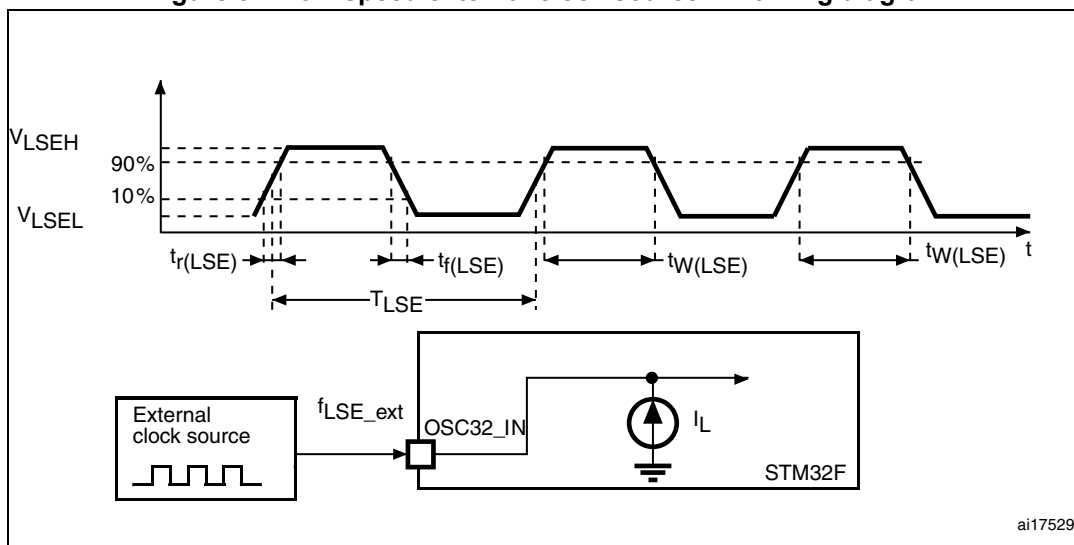 V_LSEH
90%
10%
V_LSEL
t_r(LSE)
t_f(LSE)
t_W(LSE)
t_W(LSE)
t
T_LSE
External
clock source
f_LSE_ext
OSC32_IN
I_L
STM32F
ai17529